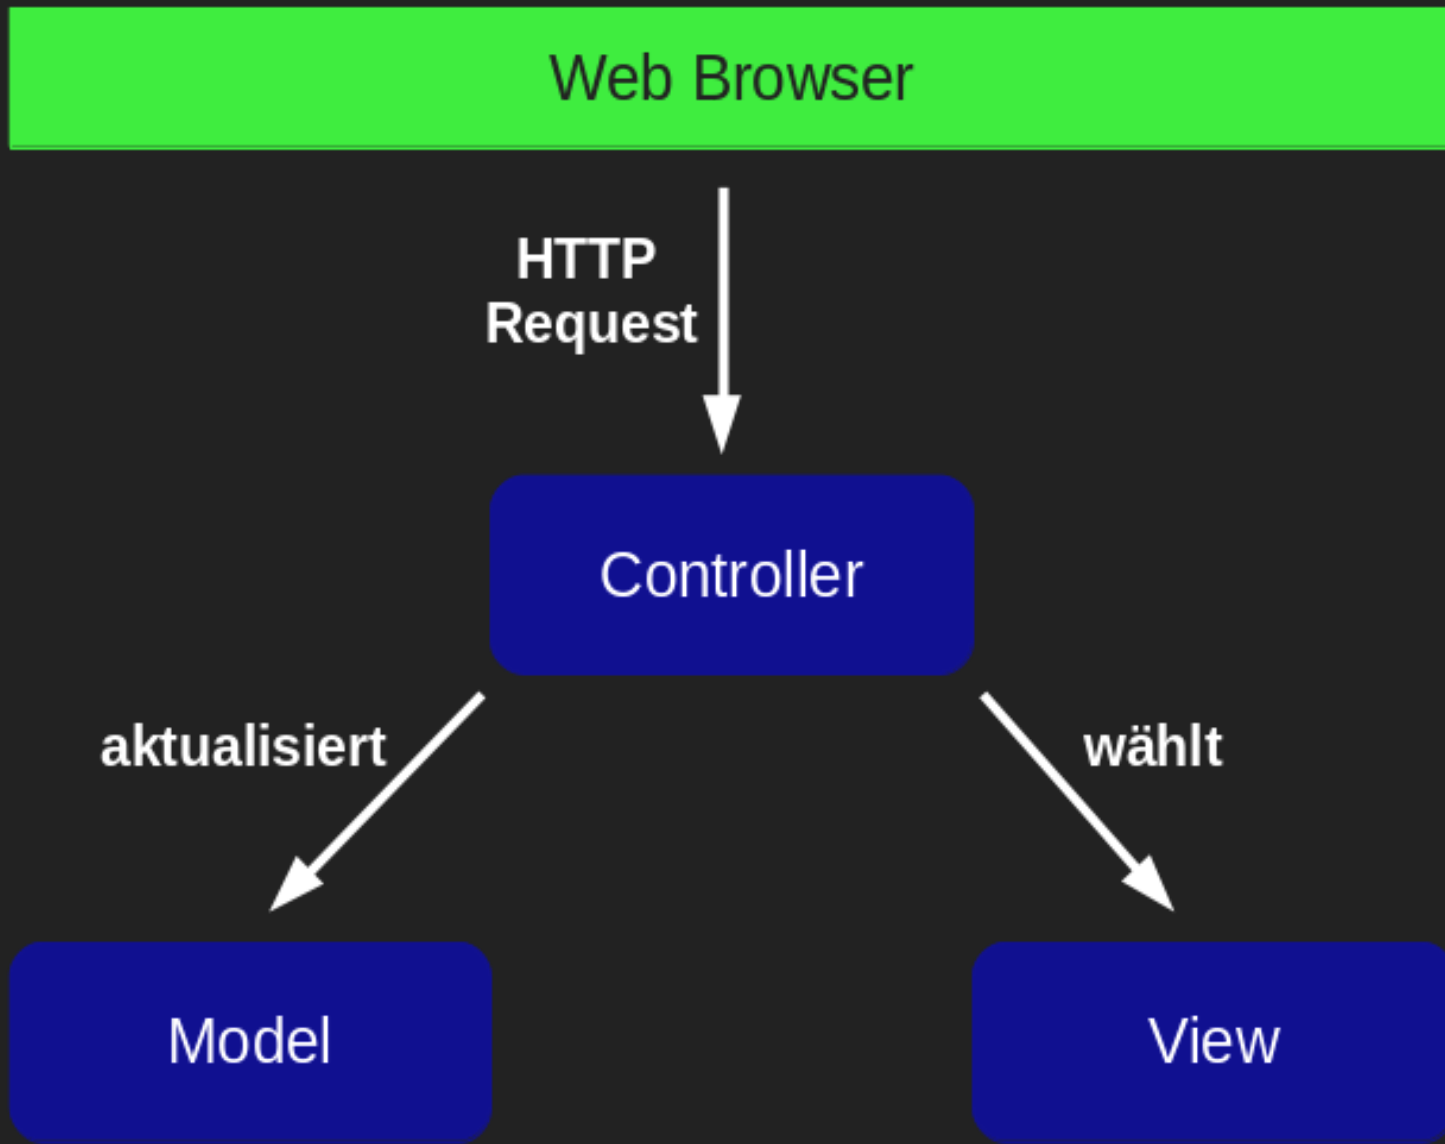 Web Browser
HTTP
Request
Controller
aktualisiert
wählt
Model
View